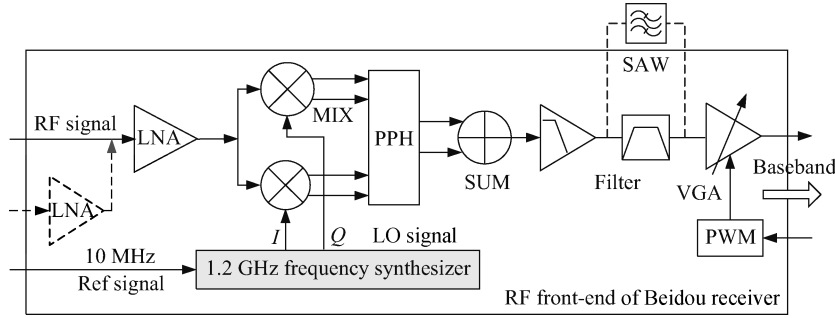 SAW
RF signal
LNA
MIX
PPH
SUM
Filter
VGA
Baseband
LNA
I
Q
LO signal
PWM
10 MHz
Ref signal
1.2 GHz frequency synthesizer
RF front-end of Beidou receiver